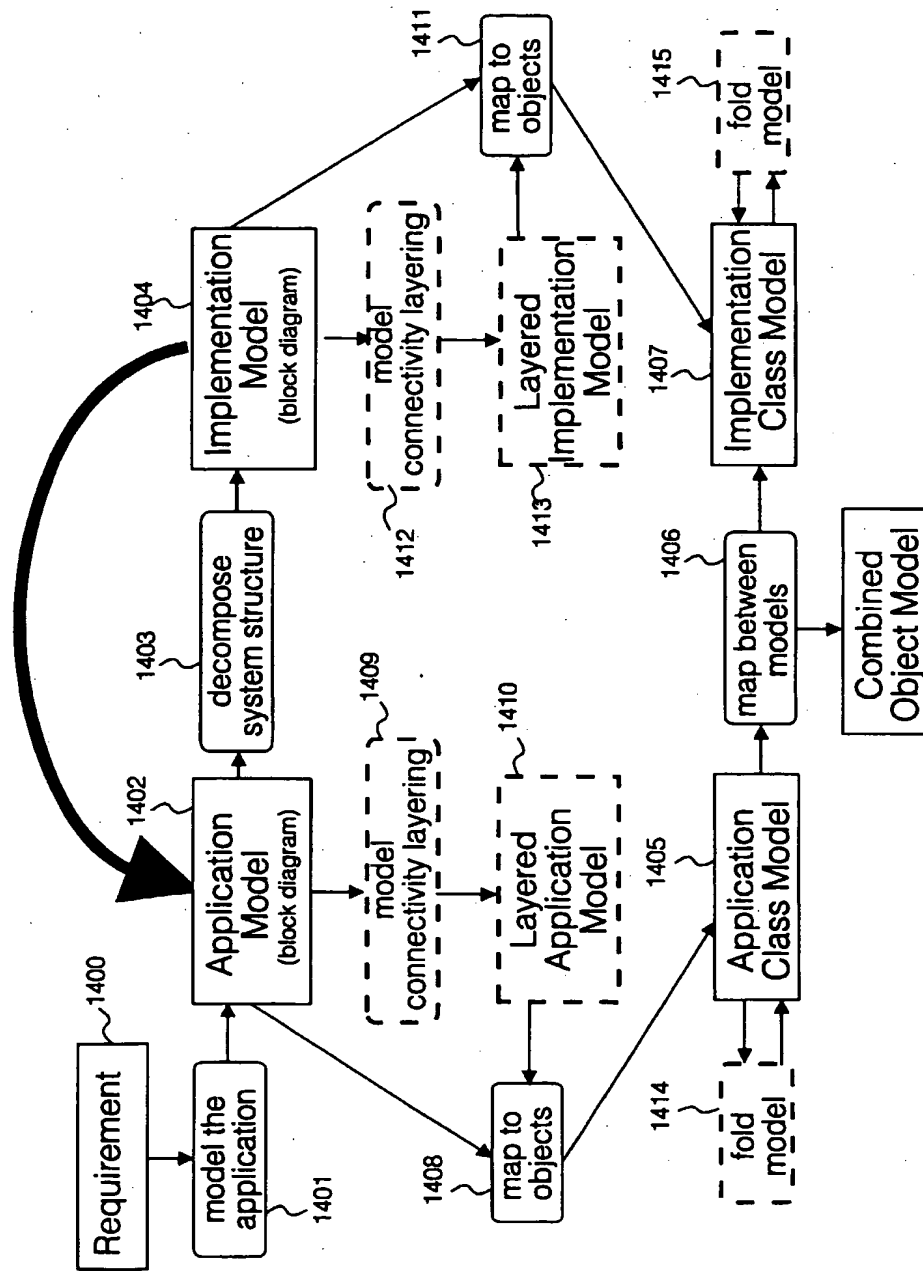 Requirement
1400
model the
application
1401
Application
Model
(block diagram)
1402
decompose
system structure
1403
Implementation
Model
(block diagram)
1404
model
connectivity layering
1409
model
connectivity layering
1412
Layered
Application
Model
1410
Layered
Implementation
Model
1413
map to
objects
1408
map to
objects
1411
fold
model
1414
Application
Class Model
1405
map between
models
1406
Implementation
Class Model
1407
fold
model
1415
Combined
Object Model